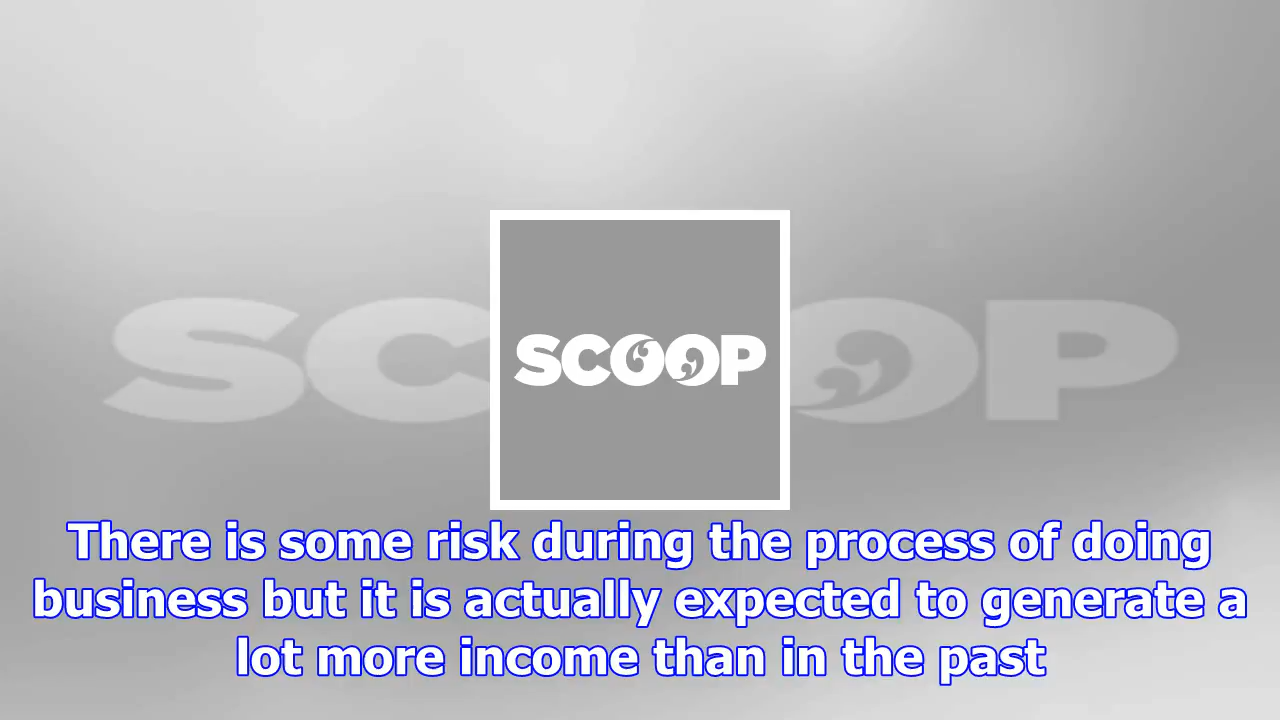 SCOOP
SCOOP
There is some risk during the process of doing
business but it is actually expected to generate a
lot more income than in the past